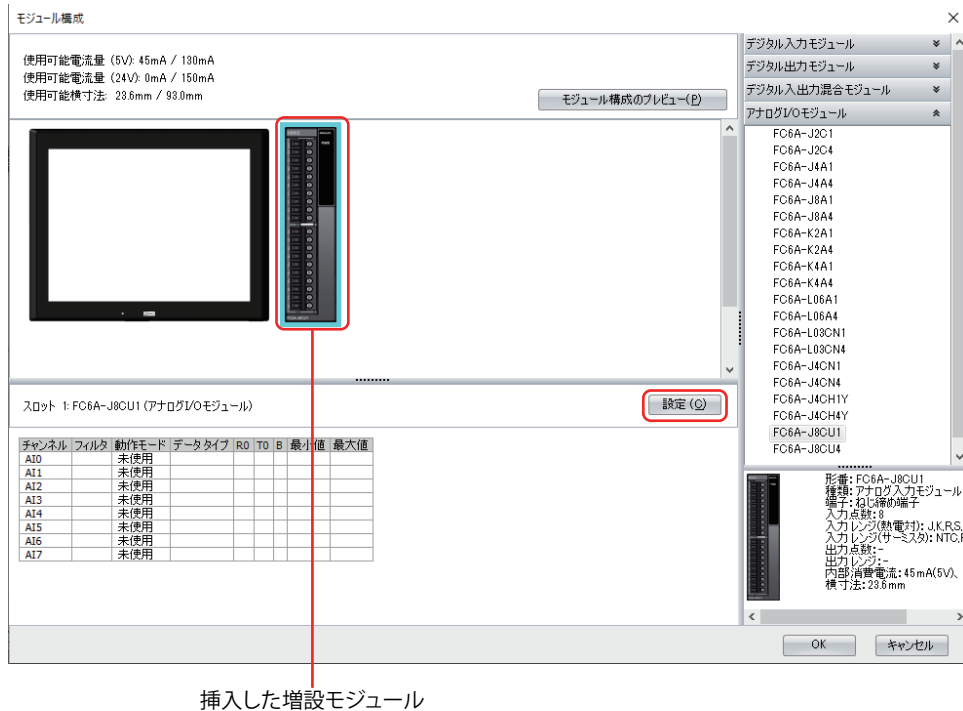 モジュール構成
使用可能電流量 (5V): 45mA / 130mA
使用可能電流量 (24V): 0mA / 150mA
使用可能横寸法: 23.6mm / 93.0mm
モジュール構成のプレビュー(P)
スロット 1: FC6A-J8CU1 (アナログI/Oモジュール)
設定(C)
チャンネル フィルタ 動作モード データタイプ R0 T0 B 最小値 最大値
AI0 未使用
AI1 未使用
AI2 未使用
AI3 未使用
AI4 未使用
AI5 未使用
AI6 未使用
AI7 未使用
デジタル入力モジュール
デジタル出力モジュール
デジタル入出力混合モジュール
アナログI/Oモジュール
FC6A-J2C1
FC6A-J2C4
FC6A-J4A1
FC6A-J4A4
FC6A-J8A1
FC6A-J8A4
FC6A-K2A1
FC6A-K2A4
FC6A-K4A1
FC6A-K4A4
FC6A-L06A1
FC6A-L06A4
FC6A-L03CN1
FC6A-L03CN4
FC6A-J4CN1
FC6A-J4CN4
FC6A-J4CH1Y
FC6A-J4CH4Y
FC6A-J8CU1
FC6A-J8CU4
形番: FC6A-J8CU1
種類: アナログ入力モジュール
端子: ねじ締め端子
入力点数: 8
入力レンジ(熱電対): J,K,R,S,
入力レンジ(サーミスタ): NTC,
出力点数: -
出力レンジ: -
内部消費電流: 45mA(5V)、
横寸法: 23.6mm
OK
キャンセル
挿入した増設モジュール